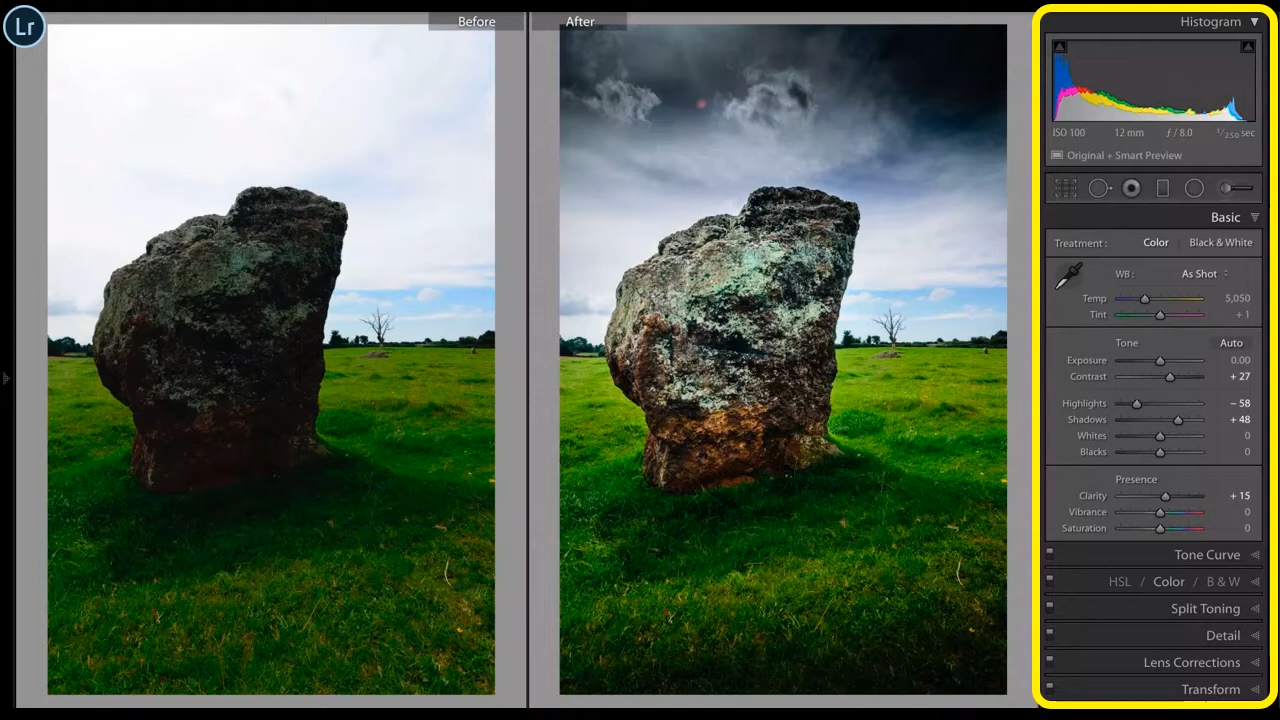 Lr
Before
After
Histogram
ISO 100 12 mm ƒ / 8.0 1/250 sec
Original + Smart Preview
Basic
Treatment : Color Black & White
WB : As Shot
Temp 5,050
Tint + 1
Tone Auto
Exposure 0.00
Contrast + 27
Highlights − 58
Shadows + 48
Whites 0
Blacks 0
Presence
Clarity + 15
Vibrance 0
Saturation 0
Tone Curve
HSL / Color / B & W
Split Toning
Detail
Lens Corrections
Transform